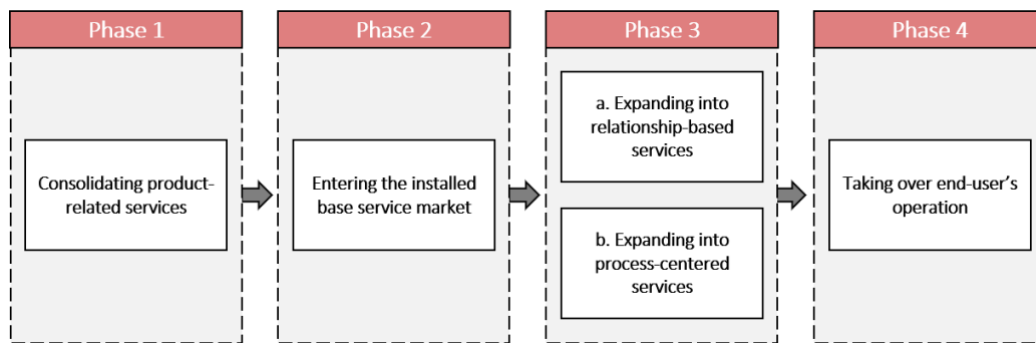 Phase 1
Consolidating product-
related services
Phase 2
Entering the installed
base service market
Phase 3
a. Expanding into
relationship-based
services
b. Expanding into
process-centered
services
Phase 4
Taking over end-user’s
operation